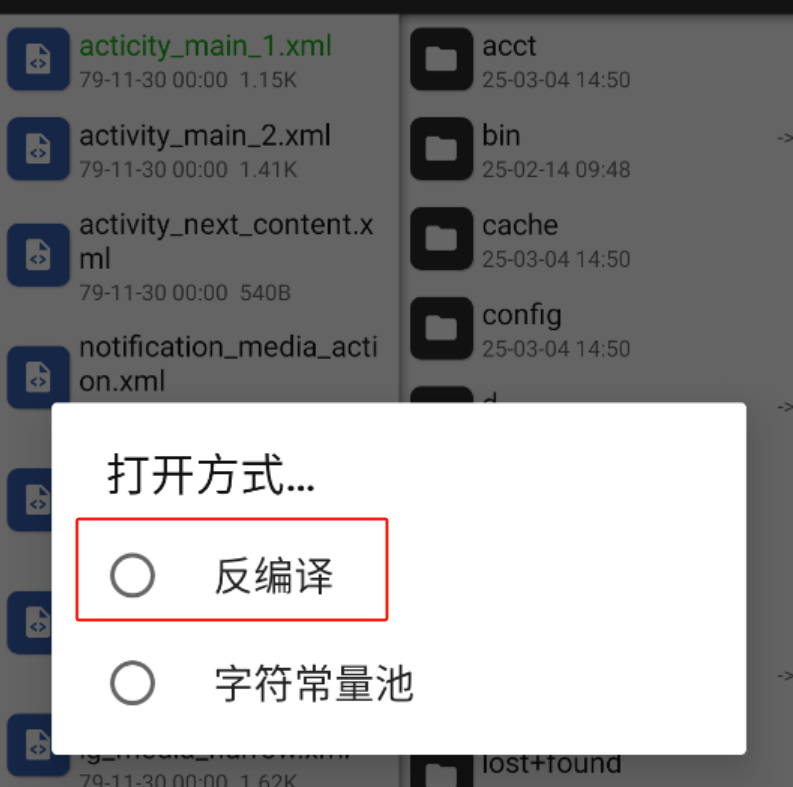 acticity_main_1.xml
79-11-30 00:00 1.15K
activity_main_2.xml
79-11-30 00:00 1.41K
activity_next_content.x
ml
79-11-30 00:00 540B
notification_media_acti
on.xml
79-11-30 00:00 1.62K
acct
25-03-04 14:50
bin
25-02-14 09:48
->
cache
25-03-04 14:50
config
25-03-04 14:50
d
->
->
lost+found
打开方式...
反编译
字符常量池